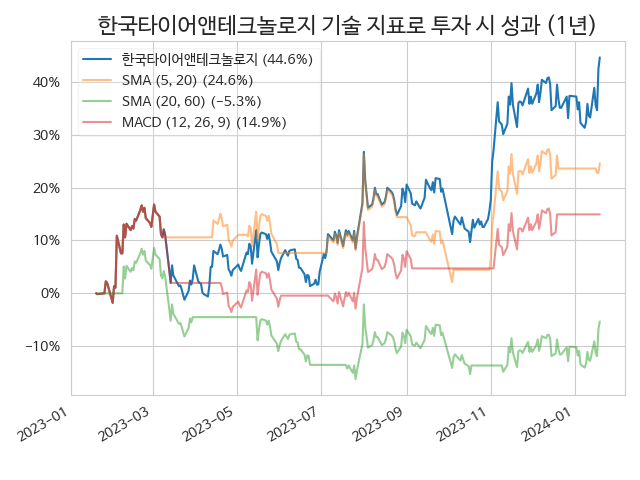 한국타이어앤테크놀로지 기술 지표로 투자 시 성과 (1년)
한국타이어앤테크놀로지 (44.6%)
SMA (5, 20) (24.6%)
SMA (20, 60) (−5.3%)
MACD (12, 26, 9) (14.9%)
40%
30%
20%
10%
0%
−10%
2023−01
2023−03
2023−05
2023−07
2023−09
2023−11
2024−01